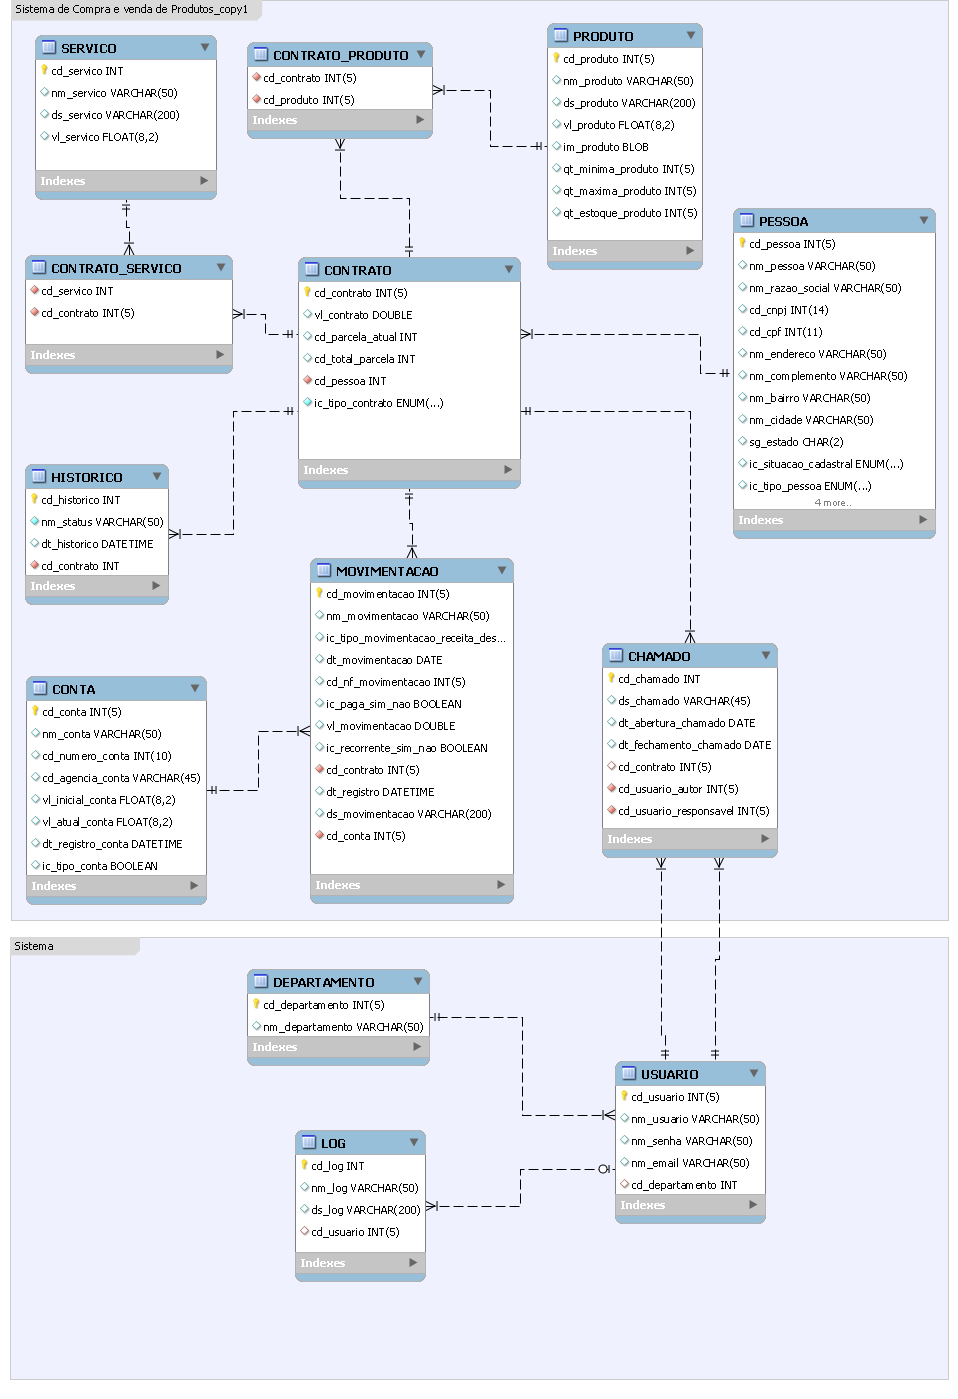 Sistema de Compra e venda de Produtos_copy1
SERVICO
cd_servico INT
nm_servico VARCHAR(50)
ds_servico VARCHAR(200)
vl_servico FLOAT(8,2)
Indexes
CONTRATO_PRODUTO
cd_contrato INT(5)
cd_produto INT(5)
Indexes
PRODUTO
cd_produto INT(5)
nm_produto VARCHAR(50)
ds_produto VARCHAR(200)
vl_produto FLOAT(8,2)
im_produto BLOB
qt_minima_produto INT(5)
qt_maxima_produto INT(5)
qt_estoque_produto INT(5)
Indexes
PESSOA
cd_pessoa INT(5)
nm_pessoa VARCHAR(50)
nm_razao_social VARCHAR(50)
cd_cnpj INT(14)
cd_cpf INT(11)
nm_endereco VARCHAR(50)
nm_complemento VARCHAR(50)
nm_bairro VARCHAR(50)
nm_cidade VARCHAR(50)
sg_estado CHAR(2)
ic_situacao_cadastral ENUM(...)
ic_tipo_pessoa ENUM(...)
4 more...
Indexes
CONTRATO_SERVICO
cd_servico INT
cd_contrato INT(5)
Indexes
CONTRATO
cd_contrato INT(5)
vl_contrato DOUBLE
cd_parcela_atual INT
cd_total_parcela INT
cd_pessoa INT
ic_tipo_contrato ENUM(...)
Indexes
HISTORICO
cd_historico INT
nm_status VARCHAR(50)
dt_historico DATETIME
cd_contrato INT
Indexes
MOVIMENTACAO
cd_movimentacao INT(5)
nm_movimentacao VARCHAR(50)
ic_tipo_movimentacao_receita_des...
dt_movimentacao DATE
cd_nf_movimentacao INT(5)
ic_paga_sim_nao BOOLEAN
vl_movimentacao DOUBLE
ic_recorrente_sim_nao BOOLEAN
cd_contrato INT(5)
dt_registro DATETIME
ds_movimentacao VARCHAR(200)
cd_conta INT(5)
Indexes
CHAMADO
cd_chamado INT
ds_chamado VARCHAR(45)
dt_abertura_chamado DATE
dt_fechamento_chamado DATE
cd_contrato INT(5)
cd_usuario_autor INT(5)
cd_usuario_responsavel INT(5)
Indexes
CONTA
cd_conta INT(5)
nm_conta VARCHAR(50)
cd_numero_conta INT(10)
cd_agencia_conta VARCHAR(45)
vl_inicial_conta FLOAT(8,2)
vl_atual_conta FLOAT(8,2)
dt_registro_conta DATETIME
ic_tipo_conta BOOLEAN
Indexes
Sistema
DEPARTAMENTO
cd_departamento INT(5)
nm_departamento VARCHAR(50)
Indexes
USUARIO
cd_usuario INT(5)
nm_usuario VARCHAR(50)
nm_senha VARCHAR(50)
nm_email VARCHAR(50)
cd_departamento INT
Indexes
LOG
cd_log INT
nm_log VARCHAR(50)
ds_log VARCHAR(200)
cd_usuario INT(5)
Indexes